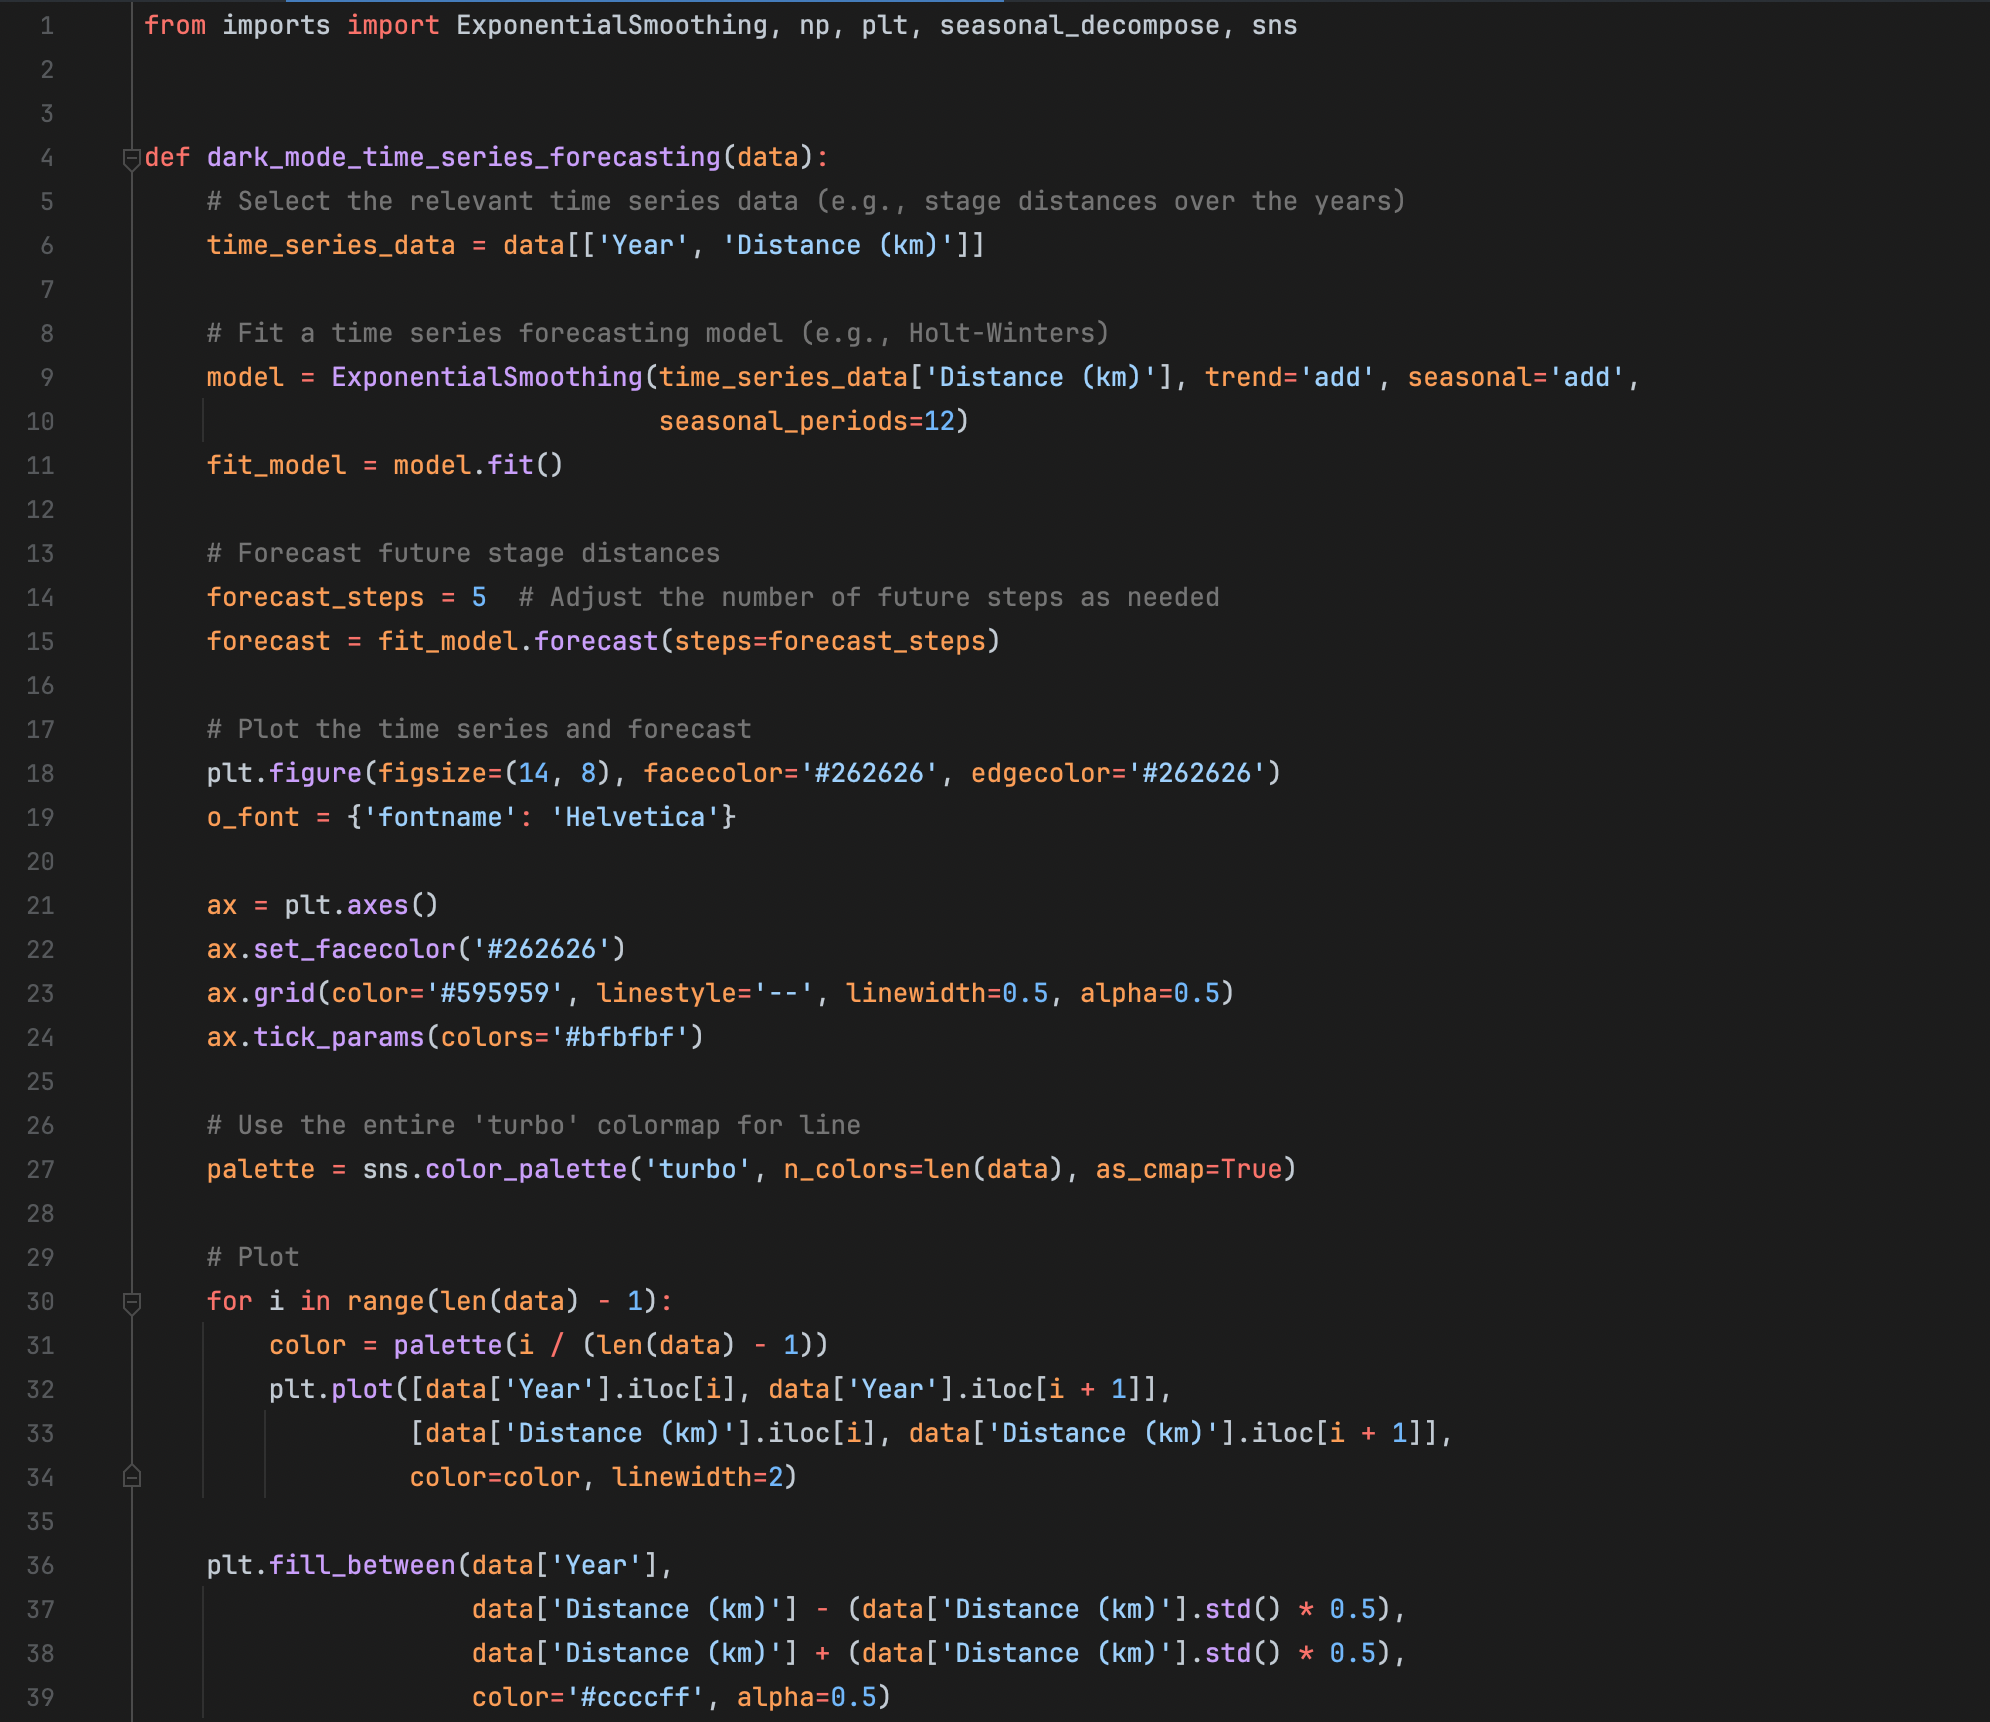 1 from imports import ExponentialSmoothing, np, plt, seasonal_decompose, sns
2
3
4 def dark_mode_time_series_forecasting(data):
5     # Select the relevant time series data (e.g., stage distances over the years)
6     time_series_data = data[['Year', 'Distance (km)']]
7
8     # Fit a time series forecasting model (e.g., Holt-Winters)
9     model = ExponentialSmoothing(time_series_data['Distance (km)'], trend='add', seasonal='add',
10                                  seasonal_periods=12)
11     fit_model = model.fit()
12
13     # Forecast future stage distances
14     forecast_steps = 5  # Adjust the number of future steps as needed
15     forecast = fit_model.forecast(steps=forecast_steps)
16
17     # Plot the time series and forecast
18     plt.figure(figsize=(14, 8), facecolor='#262626', edgecolor='#262626')
19     o_font = {'fontname': 'Helvetica'}
20
21     ax = plt.axes()
22     ax.set_facecolor('#262626')
23     ax.grid(color='#595959', linestyle='--', linewidth=0.5, alpha=0.5)
24     ax.tick_params(colors='#bfbfbf')
25
26     # Use the entire 'turbo' colormap for line
27     palette = sns.color_palette('turbo', n_colors=len(data), as_cmap=True)
28
29     # Plot
30     for i in range(len(data) - 1):
31         color = palette(i / (len(data) - 1))
32         plt.plot([data['Year'].iloc[i], data['Year'].iloc[i + 1]],
33                  [data['Distance (km)'].iloc[i], data['Distance (km)'].iloc[i + 1]],
34                  color=color, linewidth=2)
35
36     plt.fill_between(data['Year'],
37                      data['Distance (km)'] - (data['Distance (km)'].std() * 0.5),
38                      data['Distance (km)'] + (data['Distance (km)'].std() * 0.5),
39                      color='#ccccff', alpha=0.5)